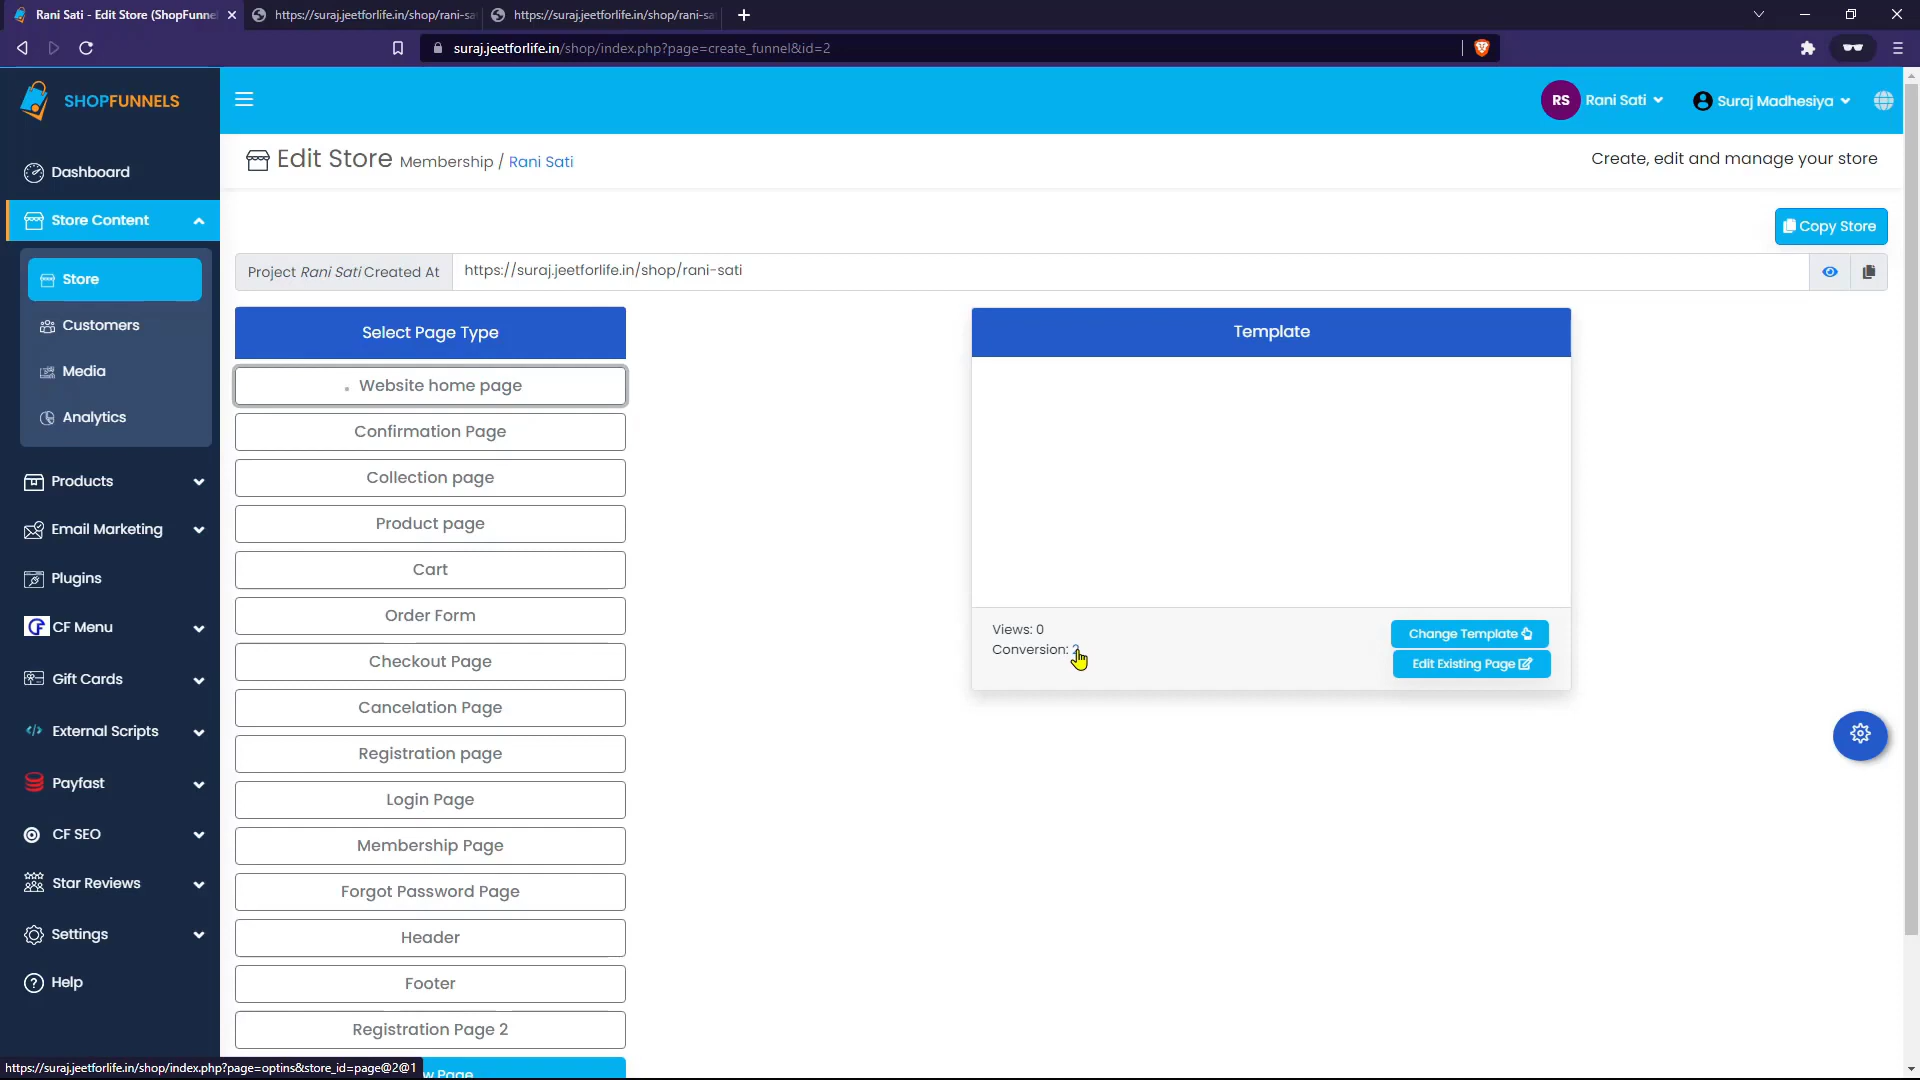 Rani Sati - Edit Store (ShopFunne
https://suraj.jeetforlife.in/shop/rani-sa
https://suraj.jeetforlife.in/shop/rani-sa
suraj.jeetforlife.in/shop/index.php?page=create_funnel&id=2
SHOPFUNNELS
RS Rani Sati
Suraj Madhesiya
Edit Store Membership / Rani Sati
Create, edit and manage your store
Dashboard
Store Content
Store
Customers
Media
Analytics
Products
Email Marketing
Plugins
CF Menu
Gift Cards
External Scripts
Payfast
CF SEO
Star Reviews
Settings
Help
Copy Store
Project Rani Sati Created At
https://suraj.jeetforlife.in/shop/rani-sati
Select Page Type
Website home page
Confirmation Page
Collection page
Product page
Cart
Order Form
Checkout Page
Cancelation Page
Registration page
Login Page
Membership Page
Forgot Password Page
Header
Footer
Registration Page 2
Template
Views: 0
Conversion:
Change Template
Edit Existing Page
https://suraj.jeetforlife.in/shop/index.php?page=optins&store_id=page@2@1
Page